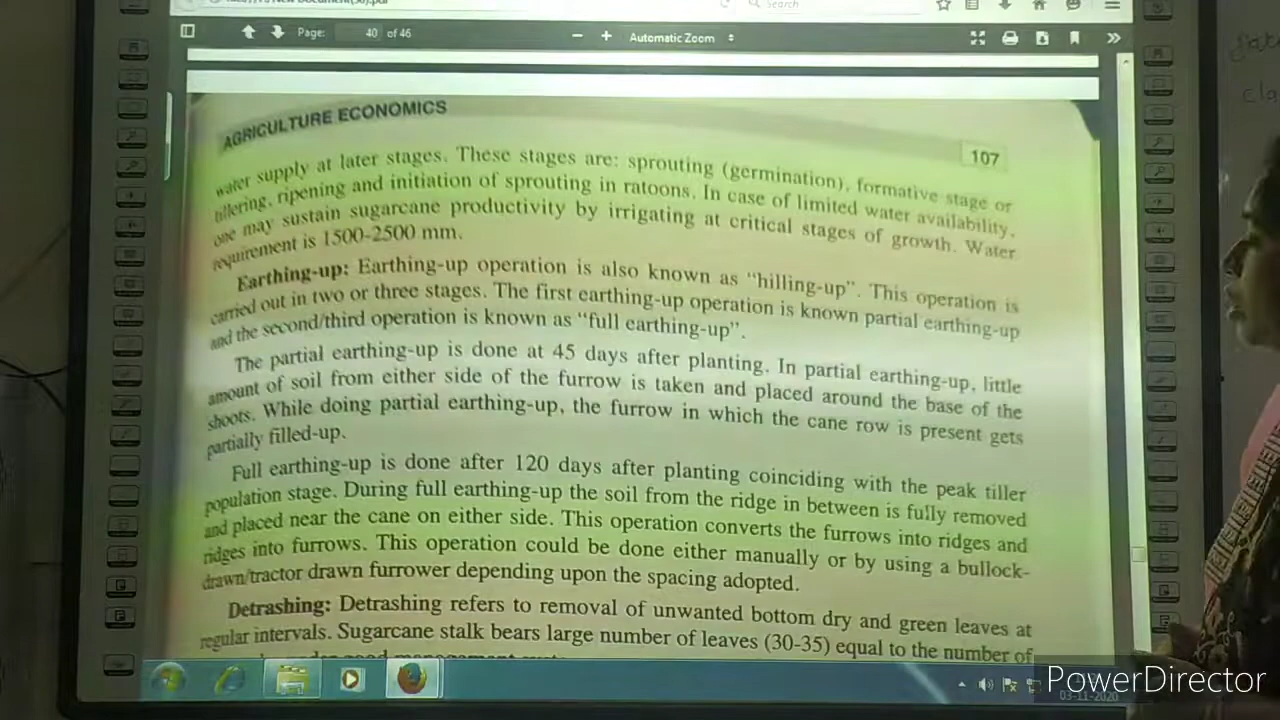 Search
Page: 40 of 46
Automatic Zoom
AGRICULTURE ECONOMICS
107
water supply at later stages. These stages are: sprouting (germination), formative stage or
tillering, ripening and initiation of sprouting in ratoons. In case of limited water availability,
one may sustain sugarcane productivity by irrigating at critical stages of growth. Water
requirement is 1500-2500 mm.
Earthing-up: Earthing-up operation is also known as "hilling-up". This operation is
carried out in two or three stages. The first earthing-up operation is known partial earthing-up
and the second/third operation is known as "full earthing-up".
The partial earthing-up is done at 45 days after planting. In partial earthing-up, little
amount of soil from either side of the furrow is taken and placed around the base of the
shoots. While doing partial earthing-up, the furrow in which the cane row is present gets
partially filled-up.
Full earthing-up is done after 120 days after planting coinciding with the peak tiller
population stage. During full earthing-up the soil from the ridge in between is fully removed
and placed near the cane on either side. This operation converts the furrows into ridges and
ridges into furrows. This operation could be done either manually or by using a bullock-
drawn/tractor drawn furrower depending upon the spacing adopted.
Detrashing: Detrashing refers to removal of unwanted bottom dry and green leaves at
regular intervals. Sugarcane stalk bears large number of leaves (30-35) equal to the number of
PowerDirector
03-11-2020